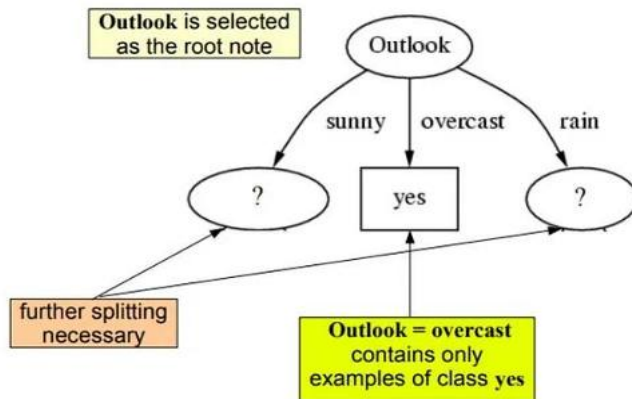 Outlook is selected
as the root note
Outlook
sunny
overcast
rain
?
yes
?
further splitting
necessary
Outlook = overcast
contains only
examples of class yes